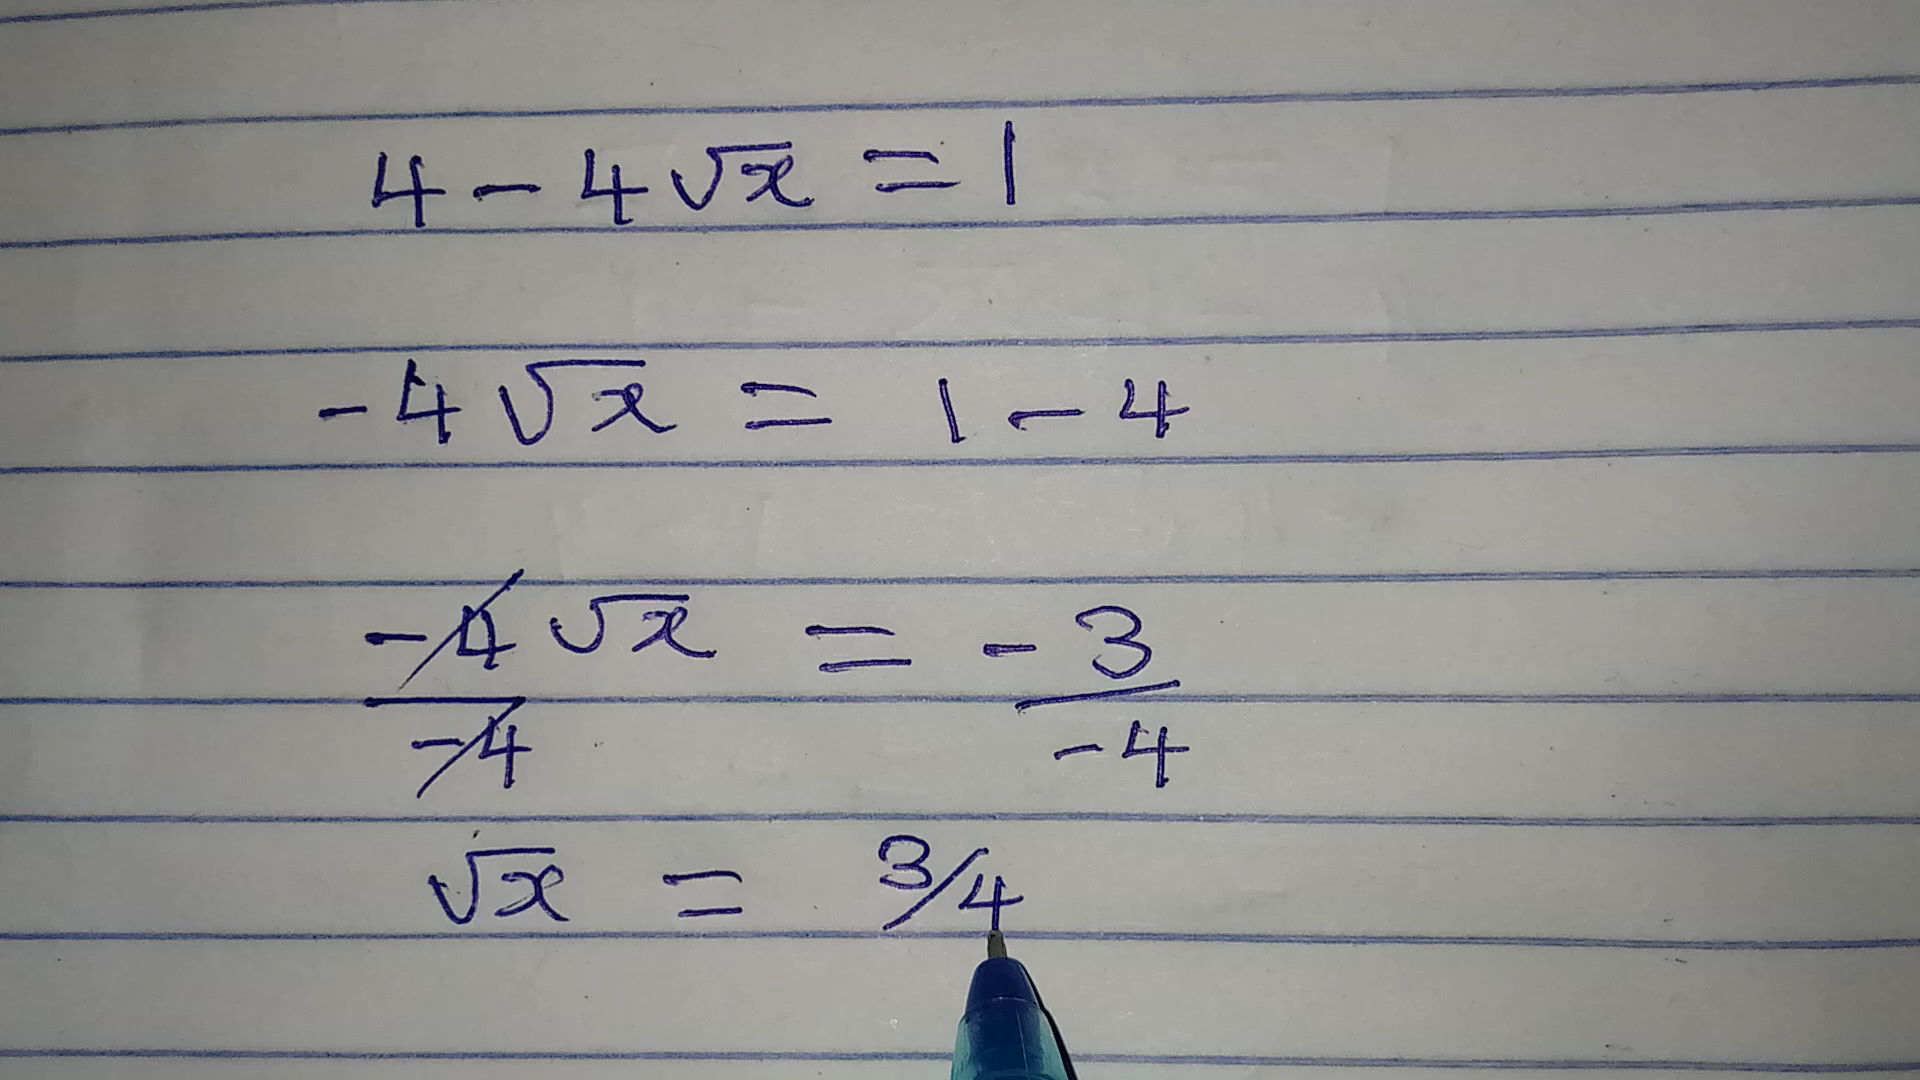 4 - 4√x = 1
-4√x = 1 - 4
-4√x/-4 = -3/-4
√x = 3/4